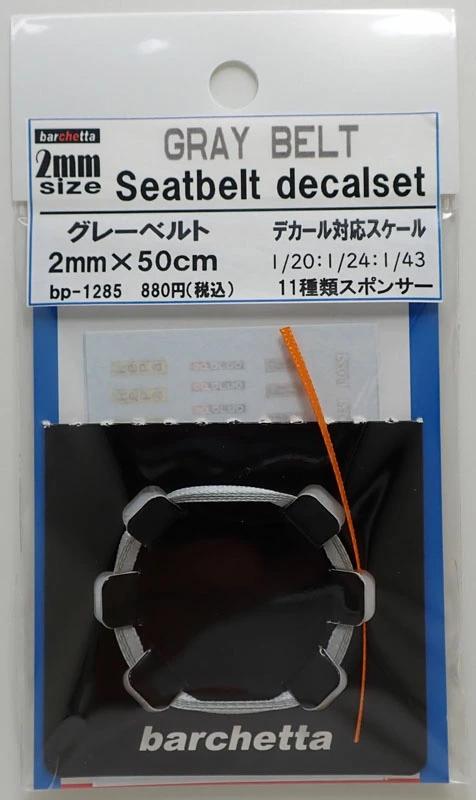 barchetta
2mm
size
GRAY BELT
Seatbelt decalset
グレーベルト
2mm×50cm
bp-1285 880円(税込)
デカール対応スケール
1/20:1/24:1/43
11種類スポンサー
barchetta